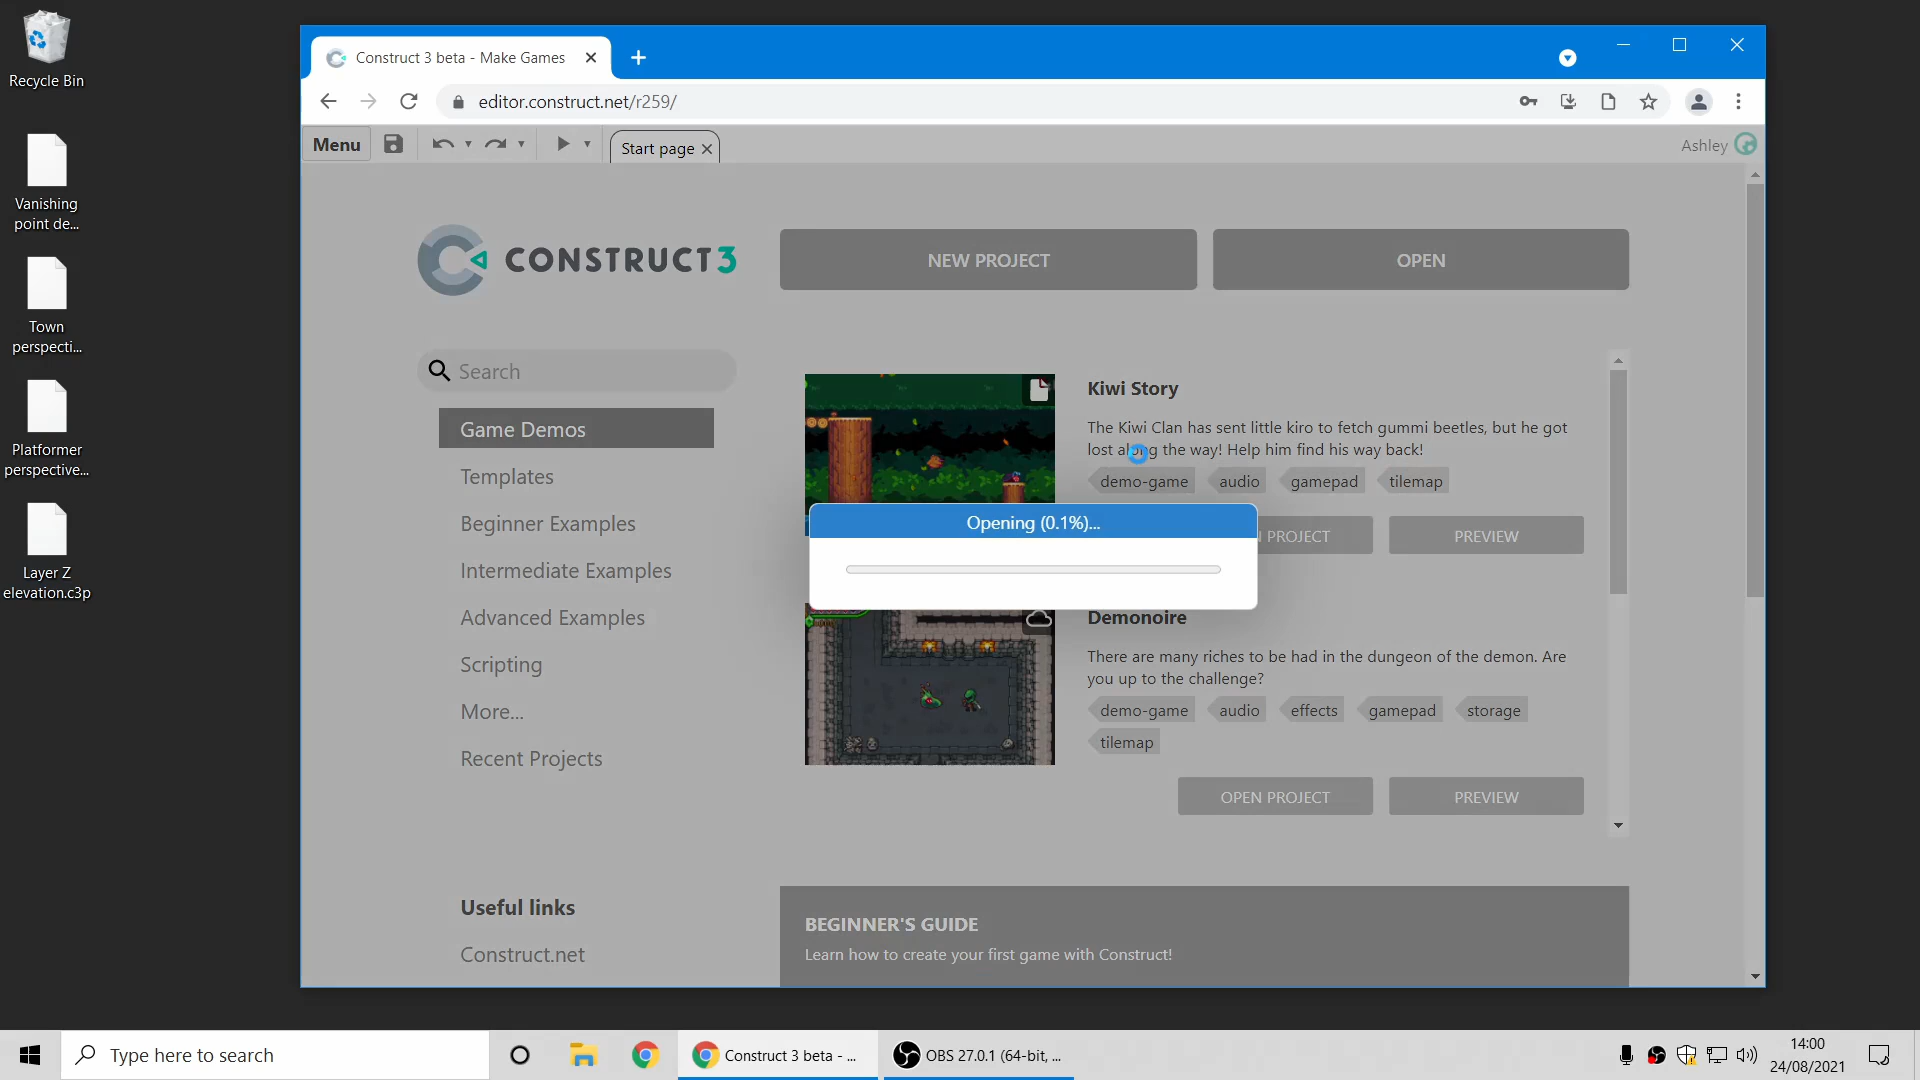 Recycle Bin
Vanishing
point de...
Town
perspecti...
Platformer
perspective...
Layer Z
elevation.c3p
Construct 3 beta - Make Games
editor.construct.net/r259/
Menu
Start page
Ashley
CONSTRUCT3
NEW PROJECT
OPEN
Search
Game Demos
Templates
Beginner Examples
Intermediate Examples
Advanced Examples
Scripting
More...
Recent Projects
Kiwi Story
The Kiwi Clan has sent little kiro to fetch gummi beetles, but he got
lost along the way! Help him find his way back!
demo-game
audio
gamepad
tilemap
Opening (0.1%)...
PROJECT
PREVIEW
Demonoire
There are many riches to be had in the dungeon of the demon. Are
you up to the challenge?
demo-game
audio
effects
gamepad
storage
tilemap
OPEN PROJECT
PREVIEW
Useful links
Construct.net
BEGINNER'S GUIDE
Learn how to create your first game with Construct!
Type here to search
Construct 3 beta - ...
OBS 27.0.1 (64-bit, ...
14:00
24/08/2021